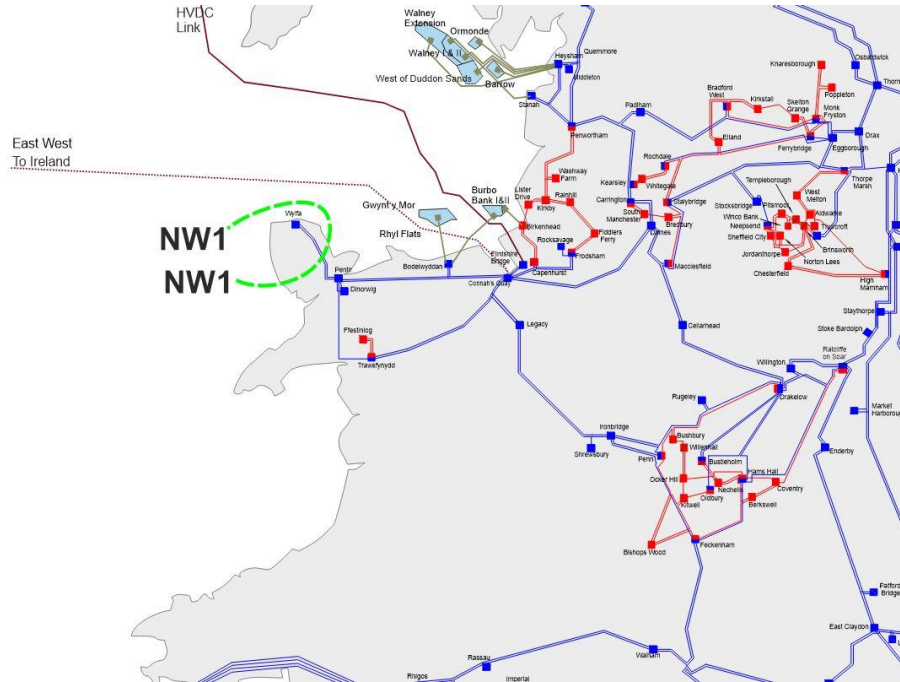 HVDC
Link
Walney
Extension
Ormonde
Walney I & II
West of Duddon Sands
Barrow
Heysham
Quernmore
Middleton
Stanah
Padiham
Penwortham
Bradford
West
Kirkstall
Skelton
Grange
Knaresborough
Poppleton
Monk
Fryston
Osbaldwick
Thorn
Elland
Ferrybridge
Eggborough
Drax
East West
To Ireland
Washway
Farm
Lister
Drive
Rainhill
Kirkby
Birkenhead
Fiddlers
Ferry
Rocksavage
Frodsham
Capenhurst
Kearsley
Whitegate
Rochdale
Carrington
South
Manchester
Stalybridge
Bredbury
Daines
Macclesfield
Templeborough
Stocksbridge
Pitsmoor
Winco Bank
Neepsend
Sheffield City
Jordanthorpe
Chesterfield
West
Melton
Aldwarke
Thurcroft
Brinsworth
Norton Lees
Thorpe
Marsh
High
Marnham
Burbo
Bank I&II
Gwynt y Mor
Rhyl Flats
Bodelwyddan
Flintshire
Bridge
Connah's Quay
Wylfa
NW1
NW1
Pentir
Dinorwig
Ffestiniog
Trawsfynydd
Legacy
Cellarhead
Staythorpe
Stoke Bardolph
Ratcliffe
on Soar
Willington
Drakelow
Rugeley
Market
Harborough
Enderby
Ironbridge
Shrewsbury
Penn
Bushbury
Willenhall
Bustleholm
Ocker Hill
Kitwell
Oldbury
Nechells
Hams Hall
Coventry
Berkswell
Bishops Wood
Feckenham
Patford
Bridge
East Claydon
Walham
Rassau
Rhigos
Imperial